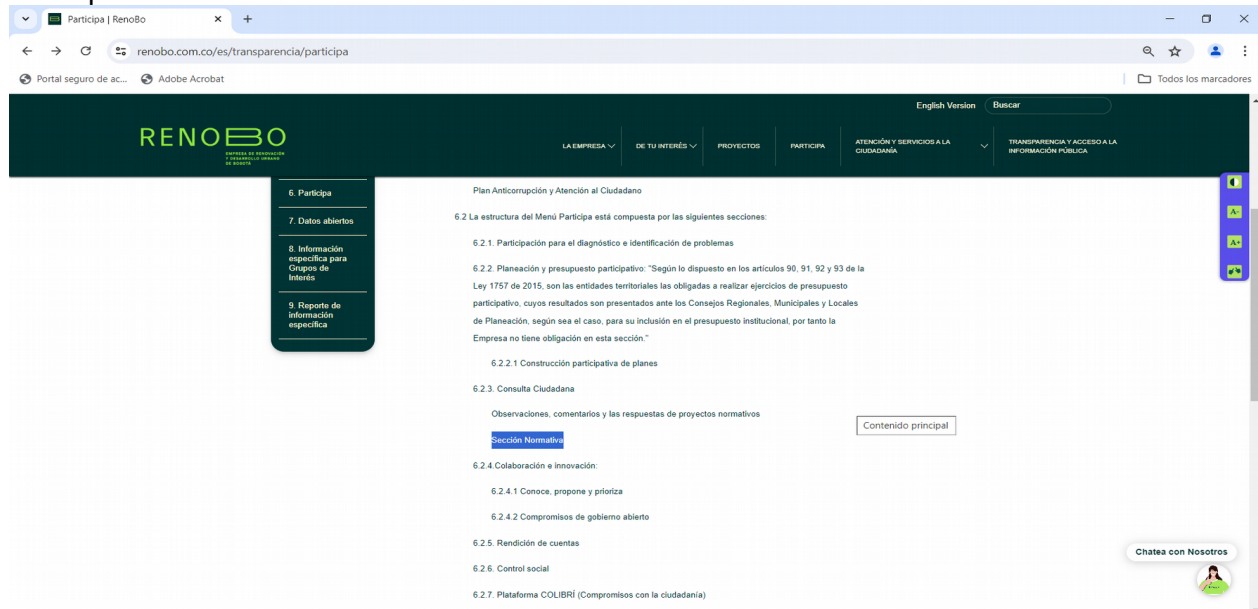 Participa | RenoBo
renobo.com.co/es/transparencia/participa
Portal seguro de ac...
Adobe Acrobat
Todos los marcadores
English Version
Buscar
RENOBO
EMPRESA DE RENOVACIÓN
Y DESARROLLO URBANO
DE BOGOTÁ
LA EMPRESA
DE TU INTERÉS
PROYECTOS
PARTICIPA
ATENCIÓN Y SERVICIOS A LA
CIUDADANÍA
TRANSPARENCIA Y ACCESO A LA
INFORMACIÓN PÚBLICA
6. Participa
7. Datos abiertos
8. Información
específica para
Grupos de
Interés
9. Reporte de
información
específica
Plan Anticorrupción y Atención al Ciudadano
6.2 La estructura del Menú Participa está compuesta por las siguientes secciones:
6.2.1. Participación para el diagnóstico e identificación de problemas
6.2.2. Planeación y presupuesto participativo: "Según lo dispuesto en los artículos 90, 91, 92 y 93 de la
Ley 1757 de 2015, son las entidades territoriales las obligadas a realizar ejercicios de presupuesto
participativo, cuyos resultados son presentados ante los Consejos Regionales, Municipales y Locales
de Planeación, según sea el caso, para su inclusión en el presupuesto institucional, por tanto la
Empresa no tiene obligación en esta sección."
6.2.2.1 Construcción participativa de planes
6.2.3. Consulta Ciudadana
Observaciones, comentarios y las respuestas de proyectos normativos
Sección Normativa
Contenido principal
6.2.4.Colaboración e innovación:
6.2.4.1 Conoce, propone y prioriza
6.2.4.2 Compromisos de gobierno abierto
6.2.5. Rendición de cuentas
6.2.6. Control social
6.2.7. Plataforma COLIBRÍ (Compromisos con la ciudadanía)
A-
A+
Chatea con Nosotros